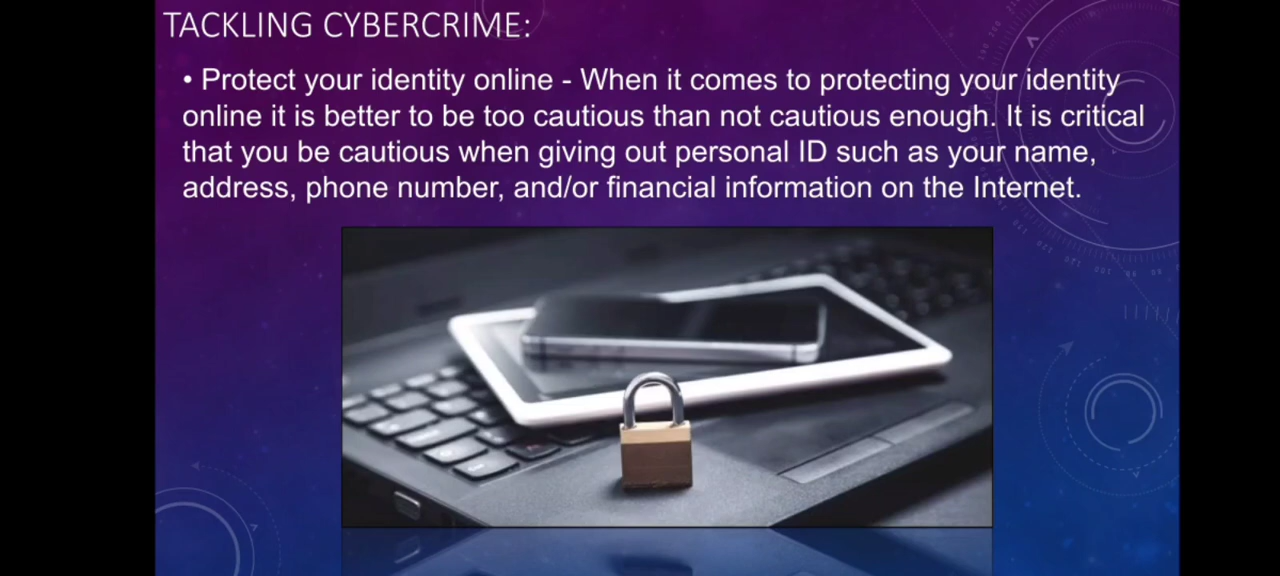 TACKLING CYBERCRIME:
• Protect your identity online - When it comes to protecting your identity
online it is better to be too cautious than not cautious enough. It is critical
that you be cautious when giving out personal ID such as your name,
address, phone number, and/or financial information on the Internet.